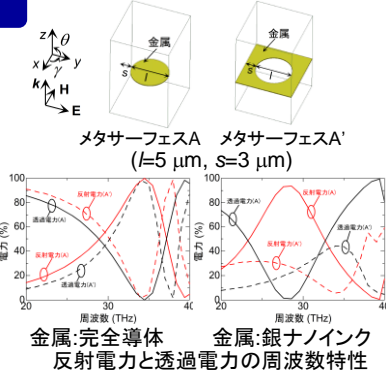 z
θ
x
y
γ
k
H
E
金属
s
l
金属
s
l
メタサーフェスA メタサーフェスA'
(l=5 μm, s=3 μm)
100
80
60
40
20
0
電力 (%)
反射電力(A')
透過電力(A)
反射電力(A)
透過電力(A')
20 30 40
周波数 (THz)
100
80
60
40
20
0
電力 (%)
透過電力(A)
反射電力(A)
反射電力(A')
透過電力(A')
20 30 40
周波数 (THz)
金属:完全導体 金属:銀ナノインク
反射電力と透過電力の周波数特性